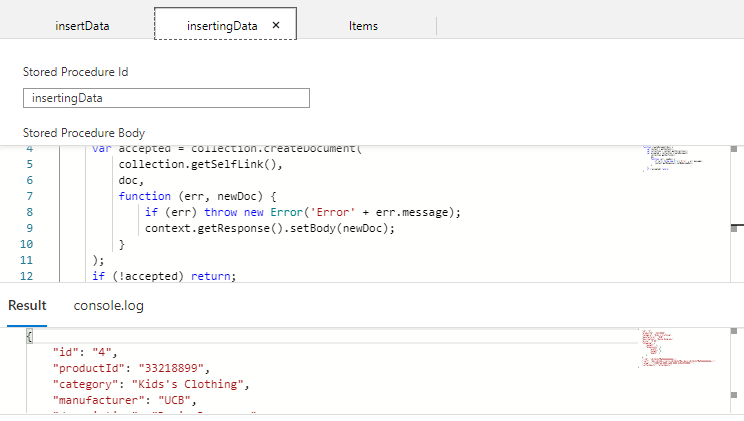 insertData
insertingData ×
Items
Stored Procedure Id
insertingData
Stored Procedure Body
4 var accepted = collection.createDocument(
5 collection.getSelfLink(),
6 doc,
7 function (err, newDoc) {
8 if (err) throw new Error('Error' + err.message);
9 context.getResponse().setBody(newDoc);
10 }
11 );
12 if (!accepted) return;
Result console.log
{
"id": "4",
"productId": "33218899",
"category": "Kids's Clothing",
"manufacturer": "UCB",